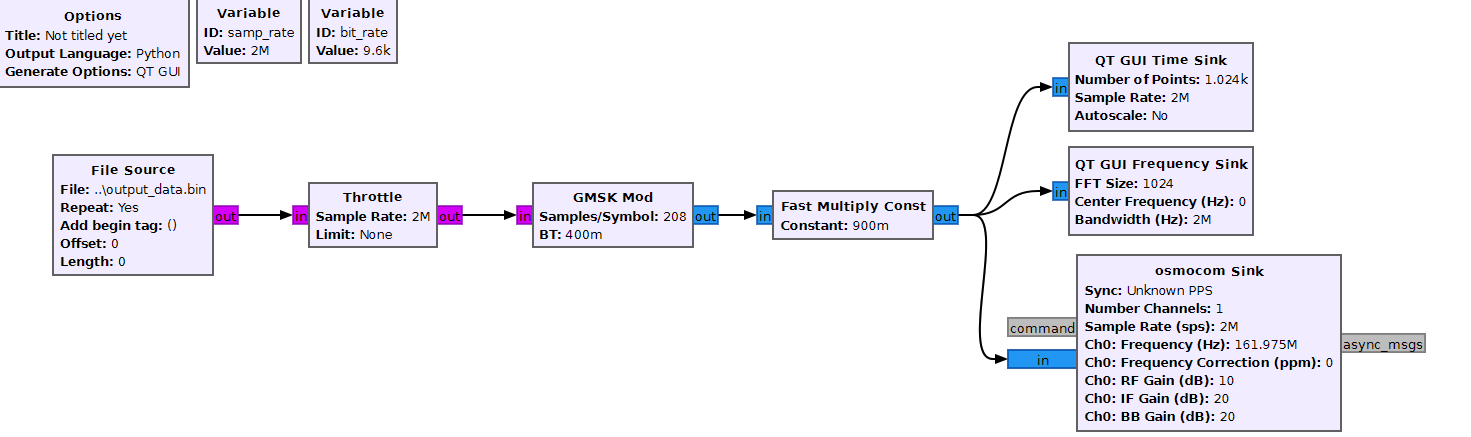 Options
Title: Not titled yet
Output Language: Python
Generate Options: QT GUI
Variable
ID: samp_rate
Value: 2M
Variable
ID: bit_rate
Value: 9.6k
File Source
File: ..\output_data.bin
Repeat: Yes
Add begin tag: ()
Offset: 0
Length: 0
out
in
Throttle
Sample Rate: 2M
Limit: None
out
in
GMSK Mod
Samples/Symbol: 208
BT: 400m
out
in
Fast Multiply Const
Constant: 900m
out
in
QT GUI Time Sink
Number of Points: 1.024k
Sample Rate: 2M
Autoscale: No
in
QT GUI Frequency Sink
FFT Size: 1024
Center Frequency (Hz): 0
Bandwidth (Hz): 2M
command
in
osmocom Sink
Sync: Unknown PPS
Number Channels: 1
Sample Rate (sps): 2M
Ch0: Frequency (Hz): 161.975M
Ch0: Frequency Correction (ppm): 0
Ch0: RF Gain (dB): 10
Ch0: IF Gain (dB): 20
Ch0: BB Gain (dB): 20
async_msgs